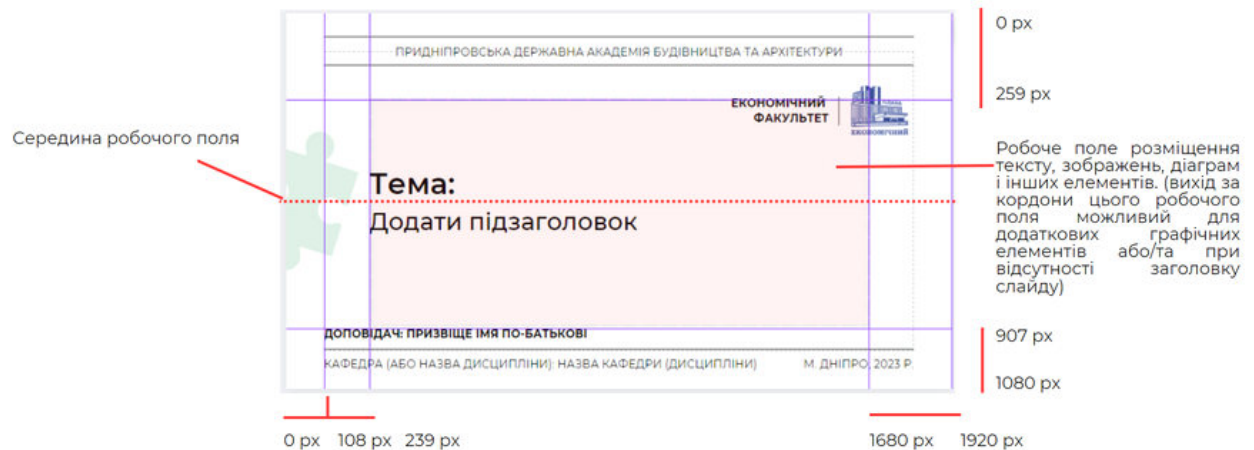 0 px
ПРИДНІПРОВСЬКА ДЕРЖАВНА АКАДЕМІЯ БУДІВНИЦТВА ТА АРХІТЕКТУРИ
259 px
ЕКОНОМІЧНИЙ
ФАКУЛЬТЕТ
ЕКОНОМІЧНИЙ
Середина робочого поля
Робоче поле розміщення
тексту, зображень, діаграм
і інших елементів. (вихід за
кордони цього робочого
поля можливий для
додаткових графічних
елементів або/та при
відсутності заголовку
слайду)
Тема:
Додати підзаголовок
ДОПОВІДАЧ: ПРИЗВІЩЕ ІМЯ ПО-БАТЬКОВІ
907 px
КАФЕДРА (АБО НАЗВА ДИСЦИПЛІНИ): НАЗВА КАФЕДРИ (ДИСЦИПЛІНИ)
М. ДНІПРО, 2023 Р.
1080 px
0 px 108 px 239 px
1680 px 1920 px